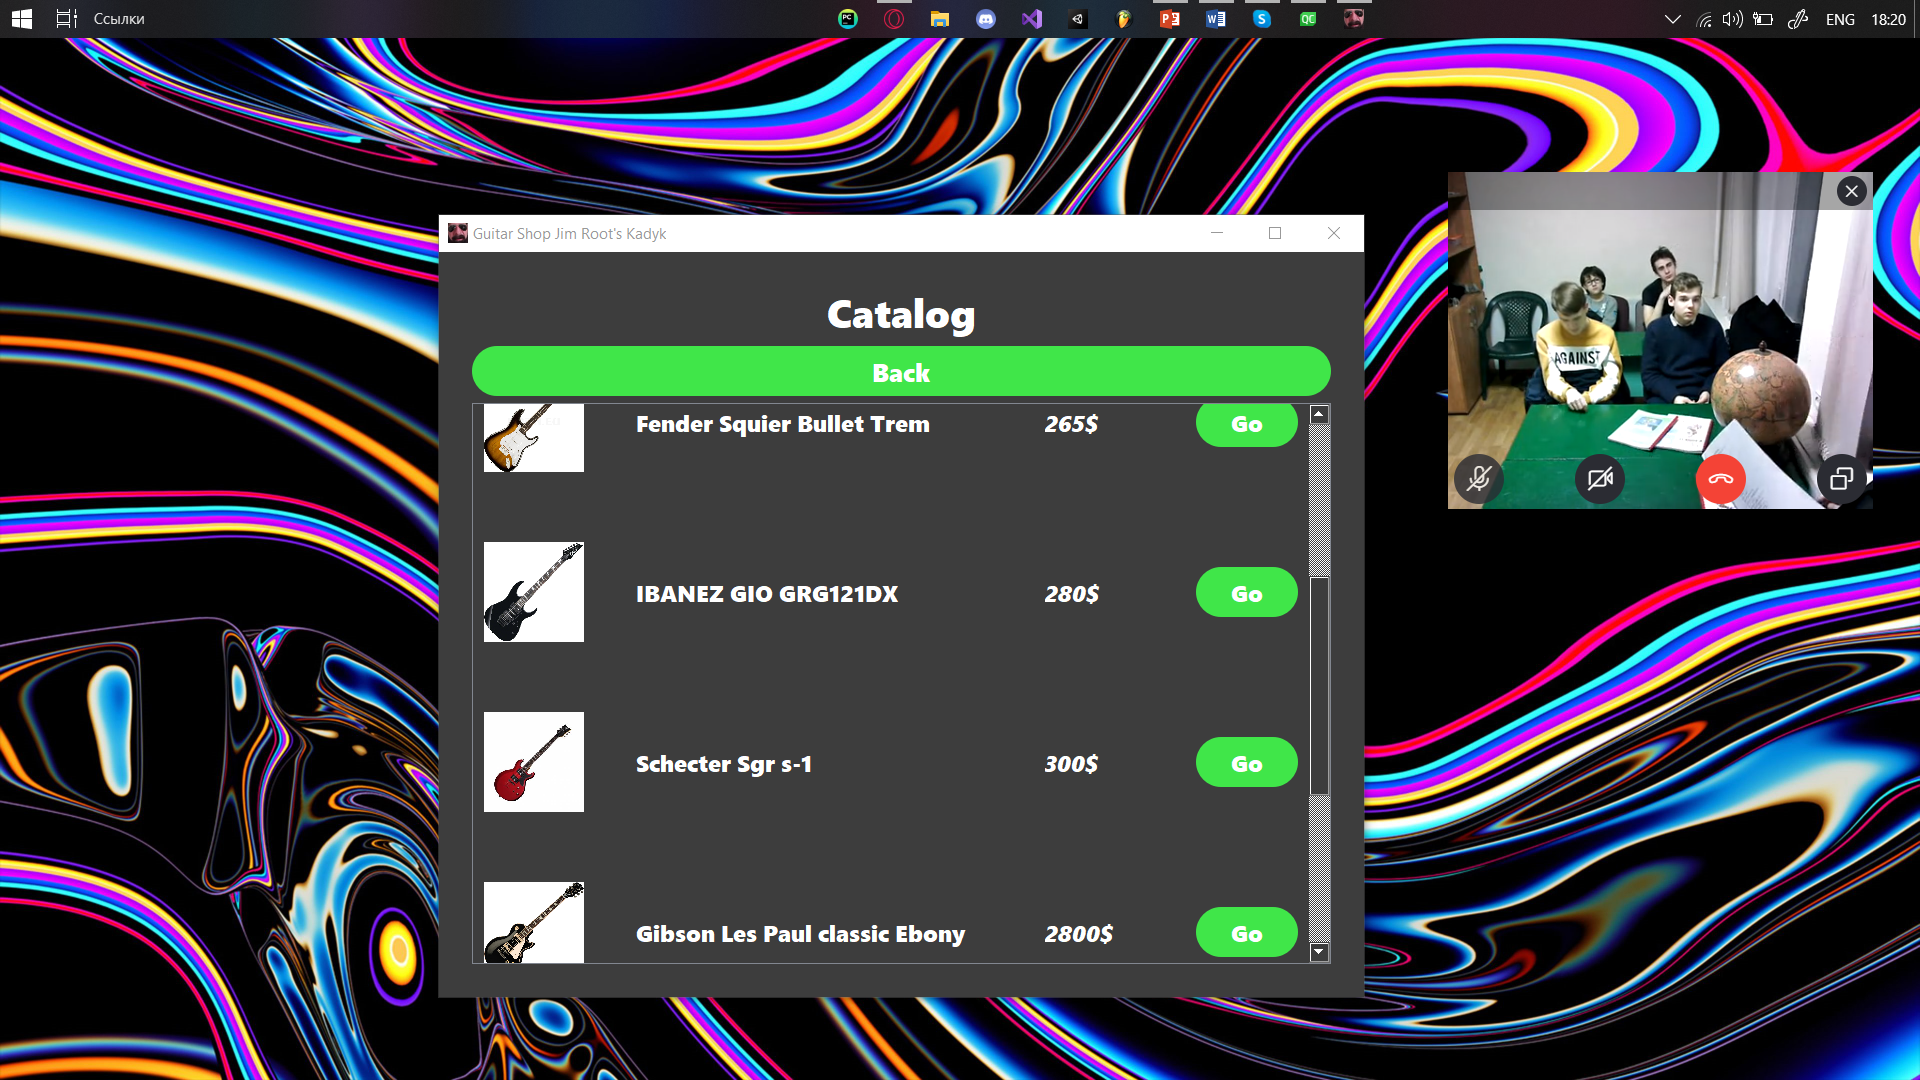 Ссылки
ENG
18:20
Guitar Shop Jim Root's Kadyk
Catalog
Back
Fender Squier Bullet Trem 265$ Go
IBANEZ GIO GRG121DX 280$ Go
Schecter Sgr s-1 300$ Go
Gibson Les Paul classic Ebony 2800$ Go
AGAINST